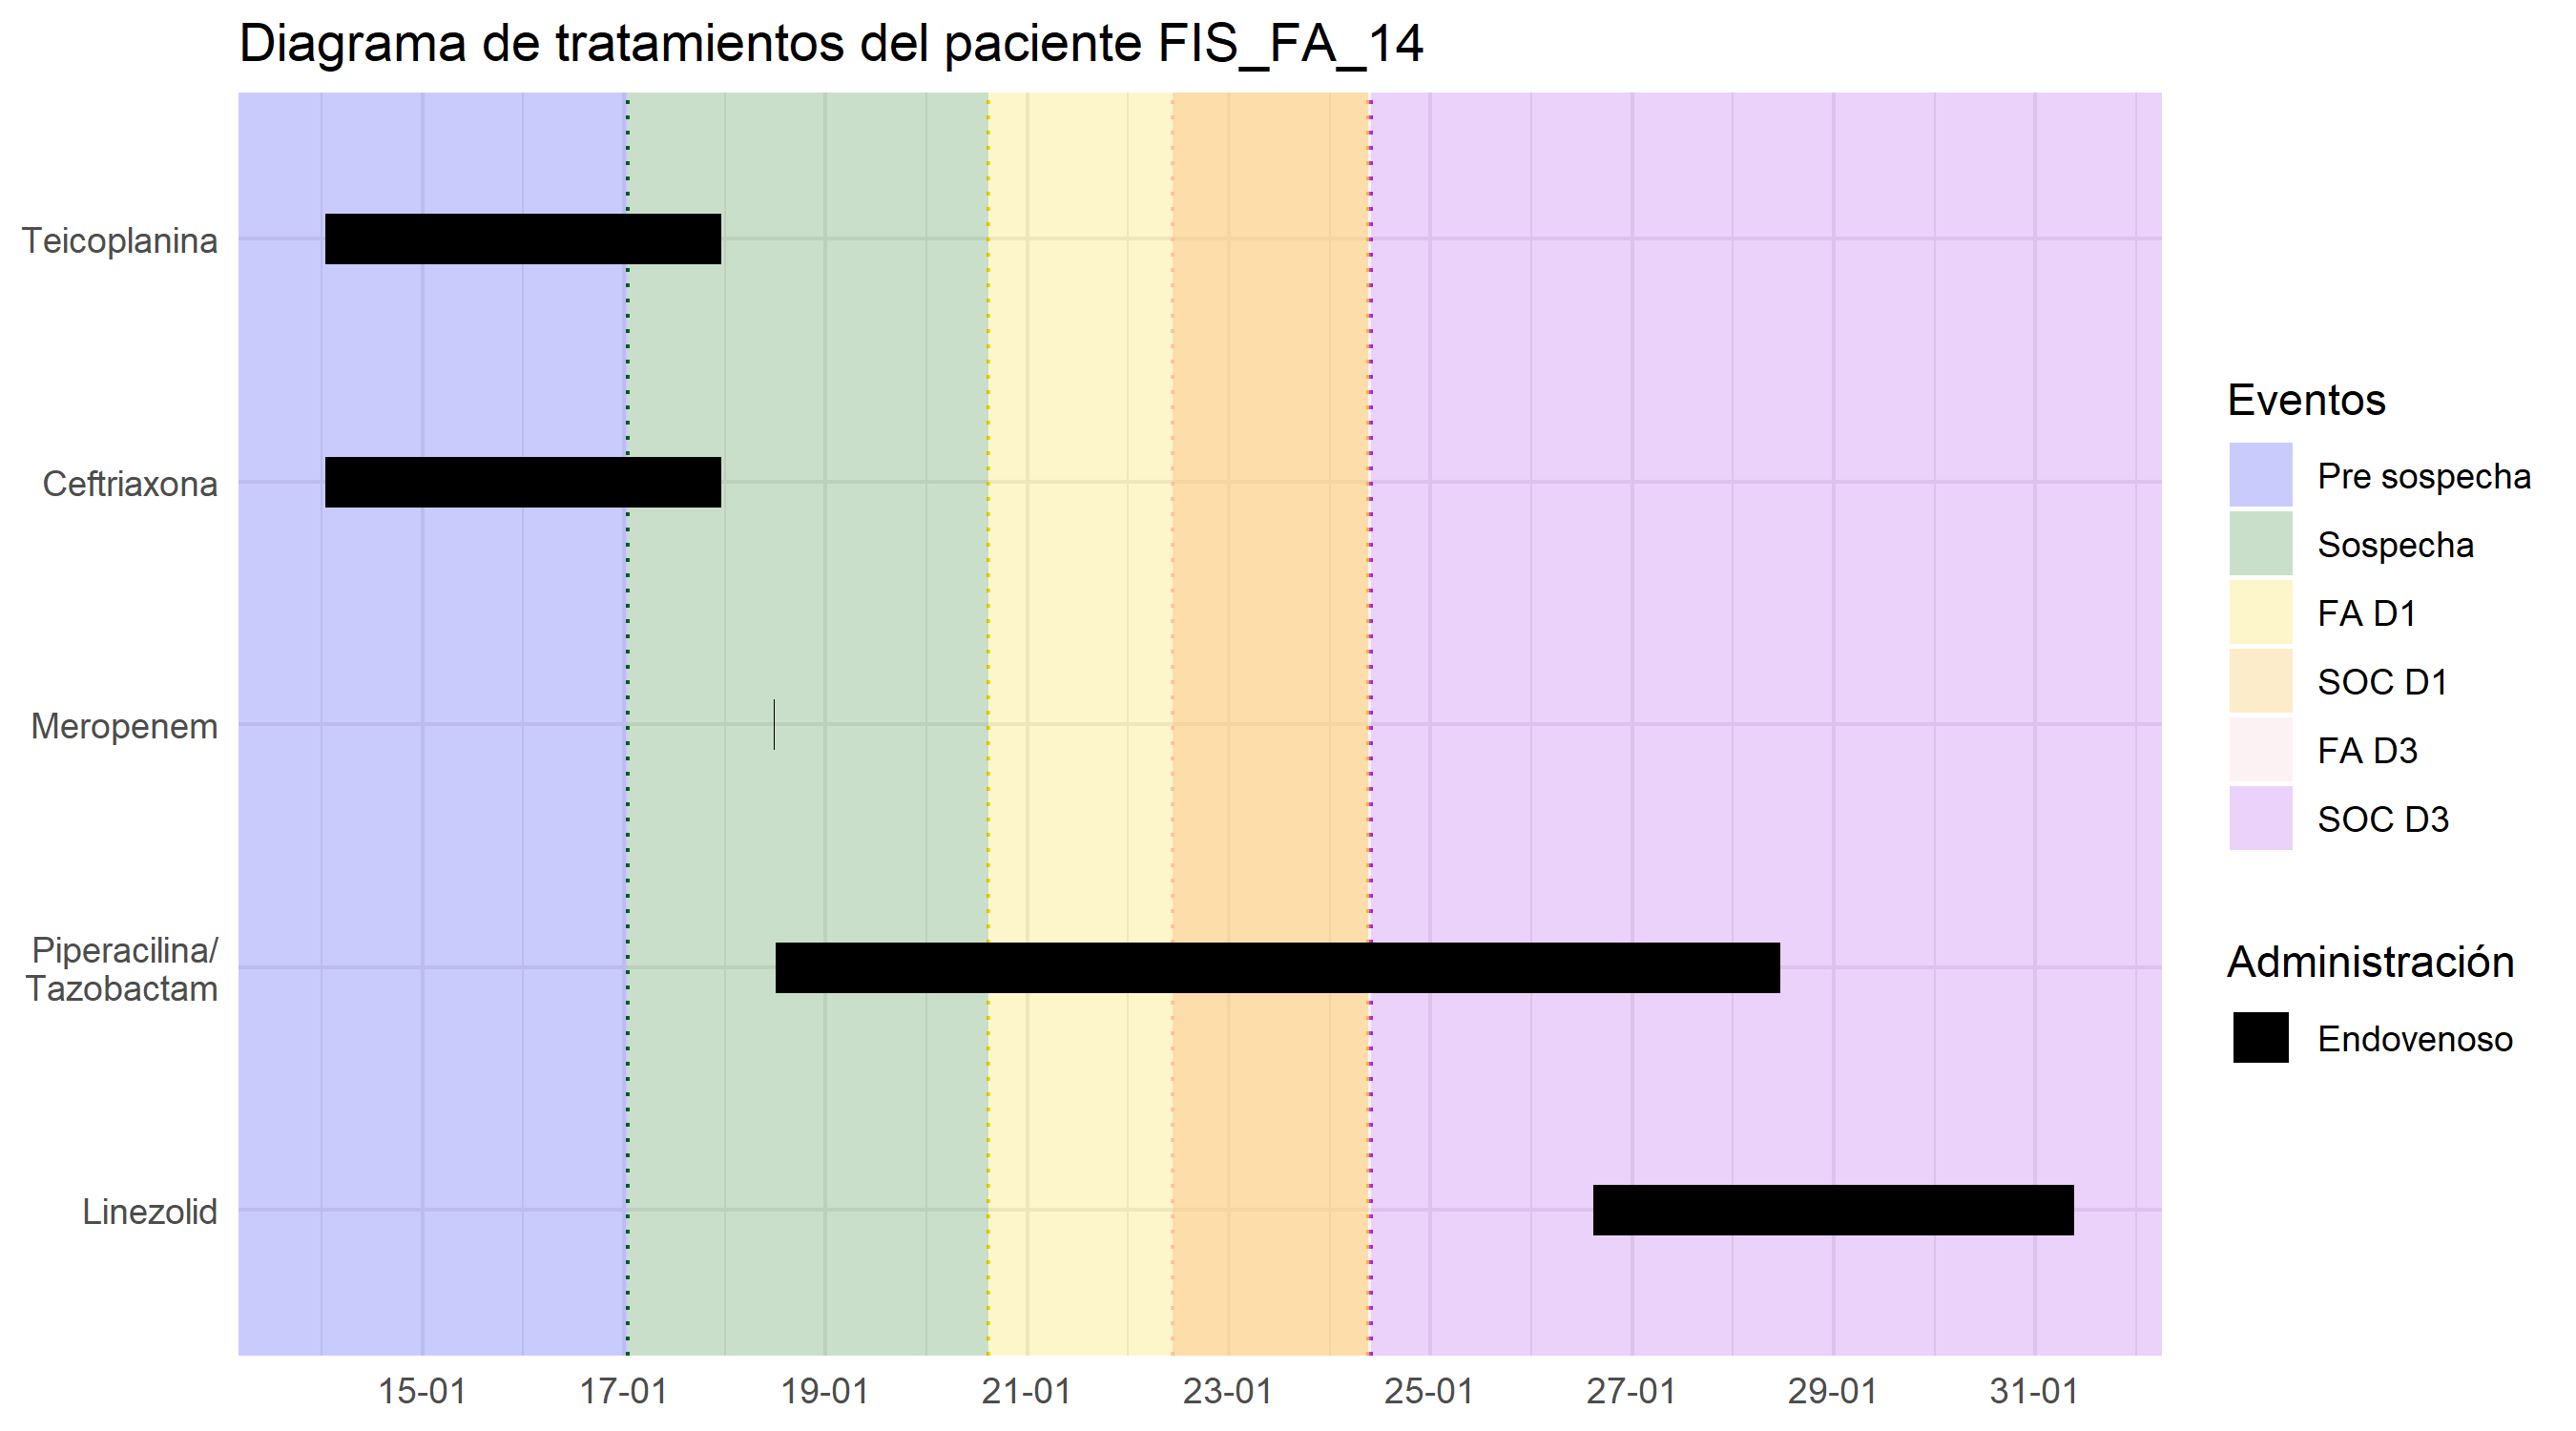 Diagrama de tratamientos del paciente FIS_FA_14
Teicoplanina
Ceftriaxona
Meropenem
Piperacilina/
Tazobactam
Linezolid
15-01
17-01
19-01
21-01
23-01
25-01
27-01
29-01
31-01
Eventos
Pre sospecha
Sospecha
FA D1
SOC D1
FA D3
SOC D3
Administración
Endovenoso